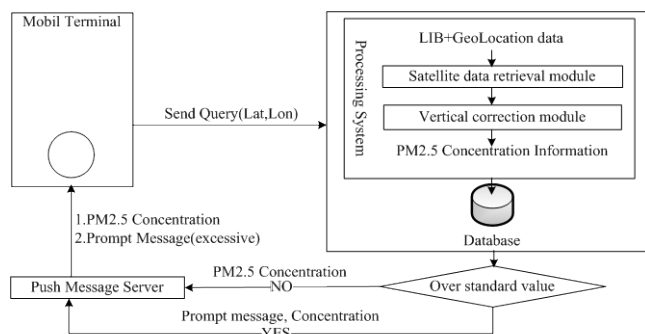 Mobil Terminal
Send Query(Lat,Lon)
Processing System
LIB+GeoLocation data
Satellite data retrieval module
Vertical correction module
PM2.5 Concentration Information
Database
1.PM2.5 Concentration
2.Prompt Message(excessive)
PM2.5 Concentration
NO
Push Message Server
Over standard value
Prompt message, Concentration
YES